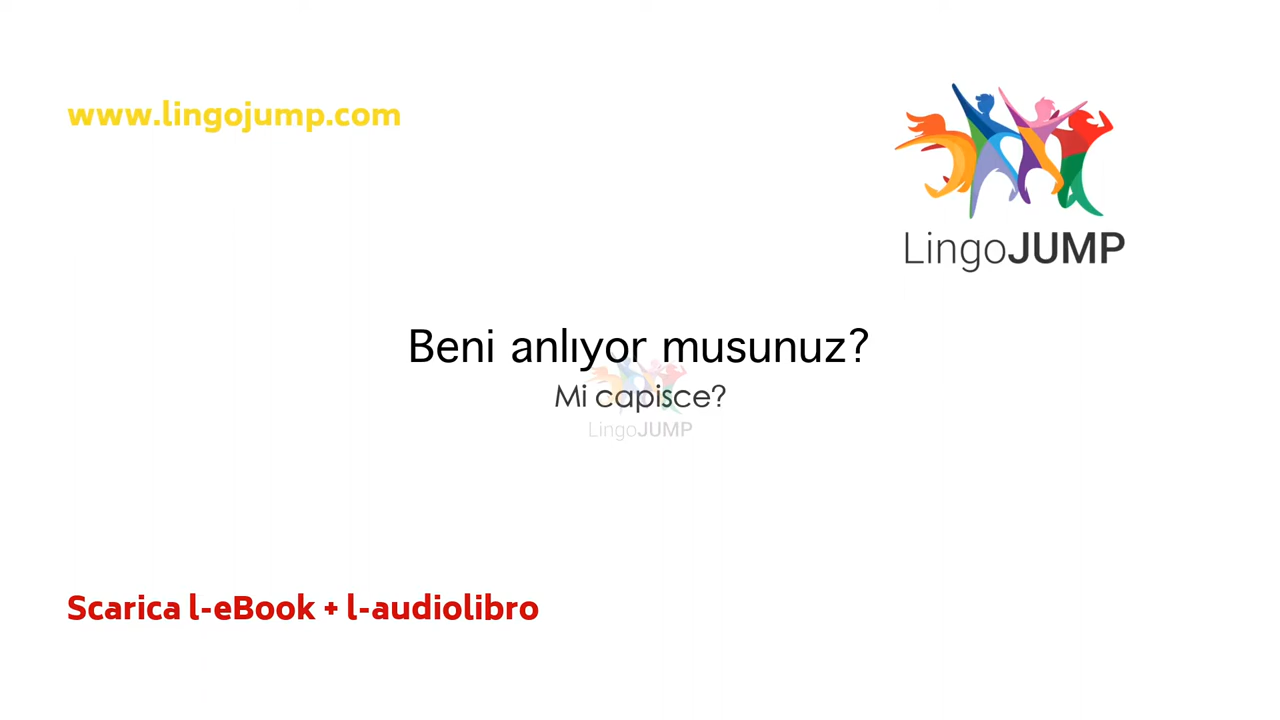 www.lingojump.com
LingoJUMP
Beni anlıyor musunuz?
Mi capisce?
LingoJUMP
Scarica l-eBook + l-audiolibro